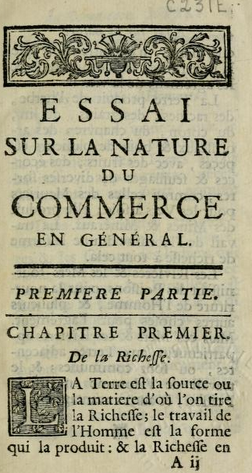 ESSAI
SUR LA NATURE
DU
COMMERCE
EN GÉNÉRAL.
PREMIERE PARTIE.
CHAPITRE PREMIER.
De la Richesse.
LA Terre est la source ou
la matiere d'où l'on tire
la Richesse; le travail de
l'Homme est la forme
qui la produit: & la Richesse en
A ij